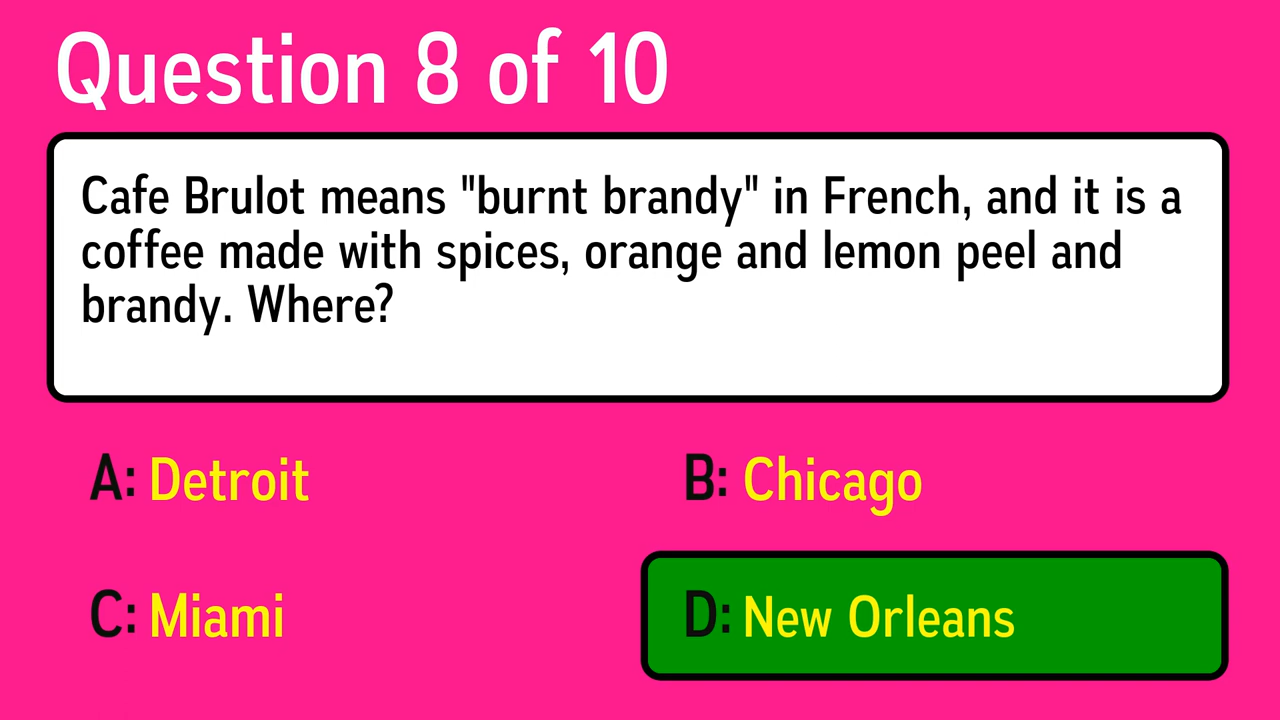 Question 8 of 10
Cafe Brulot means "burnt brandy" in French, and it is a
coffee made with spices, orange and lemon peel and
brandy. Where?
A: Detroit
B: Chicago
C: Miami
D: New Orleans